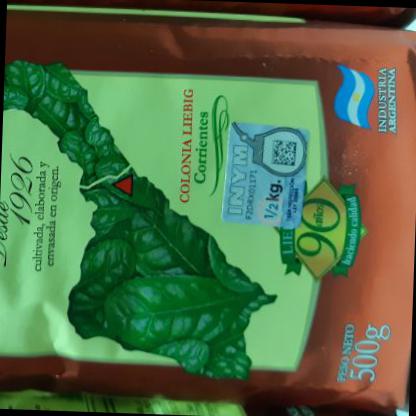 Desde
1926
cultivada, elaborada y
envasada en origen.
COLONIA LIEBIG
Corrientes
INYM
½ kg.
90
años
haciendo calidad
INDUSTRIA
ARGENTINA
PESO NETO
500g